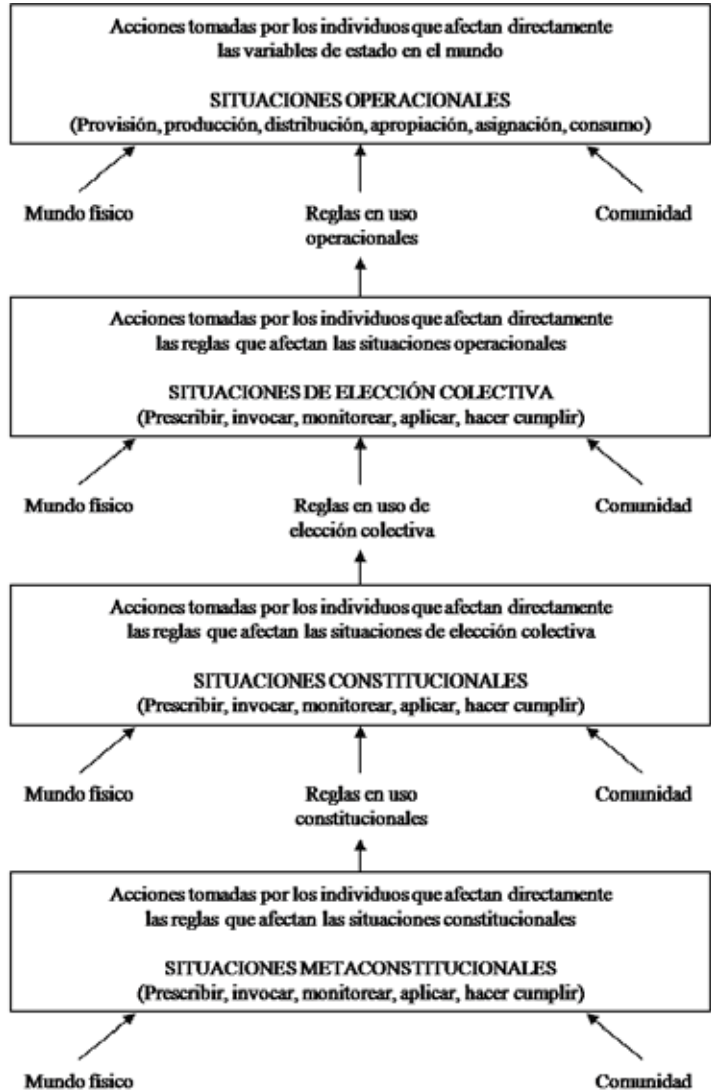 Acciones tomadas por los individuos que afectan directamente
las variables de estado en el mundo
SITUACIONES OPERACIONALES
(Provisión, producción, distribución, apropiación, asignación, consumo)
Mundo físico
Reglas en uso
operacionales
Comunidad
Acciones tomadas por los individuos que afectan directamente
las reglas que afectan las situaciones operacionales
SITUACIONES DE ELECCIÓN COLECTIVA
(Prescribir, invocar, monitorear, aplicar, hacer cumplir)
Mundo físico
Reglas en uso de
elección colectiva
Comunidad
Acciones tomadas por los individuos que afectan directamente
las reglas que afectan las situaciones de elección colectiva
SITUACIONES CONSTITUCIONALES
(Prescribir, invocar, monitorear, aplicar, hacer cumplir)
Mundo físico
Reglas en uso
constitucionales
Comunidad
Acciones tomadas por los individuos que afectan directamente
las reglas que afectan las situaciones constitucionales
SITUACIONES METACONSTITUCIONALES
(Prescribir, invocar, monitorear, aplicar, hacer cumplir)
Mundo físico
Comunidad